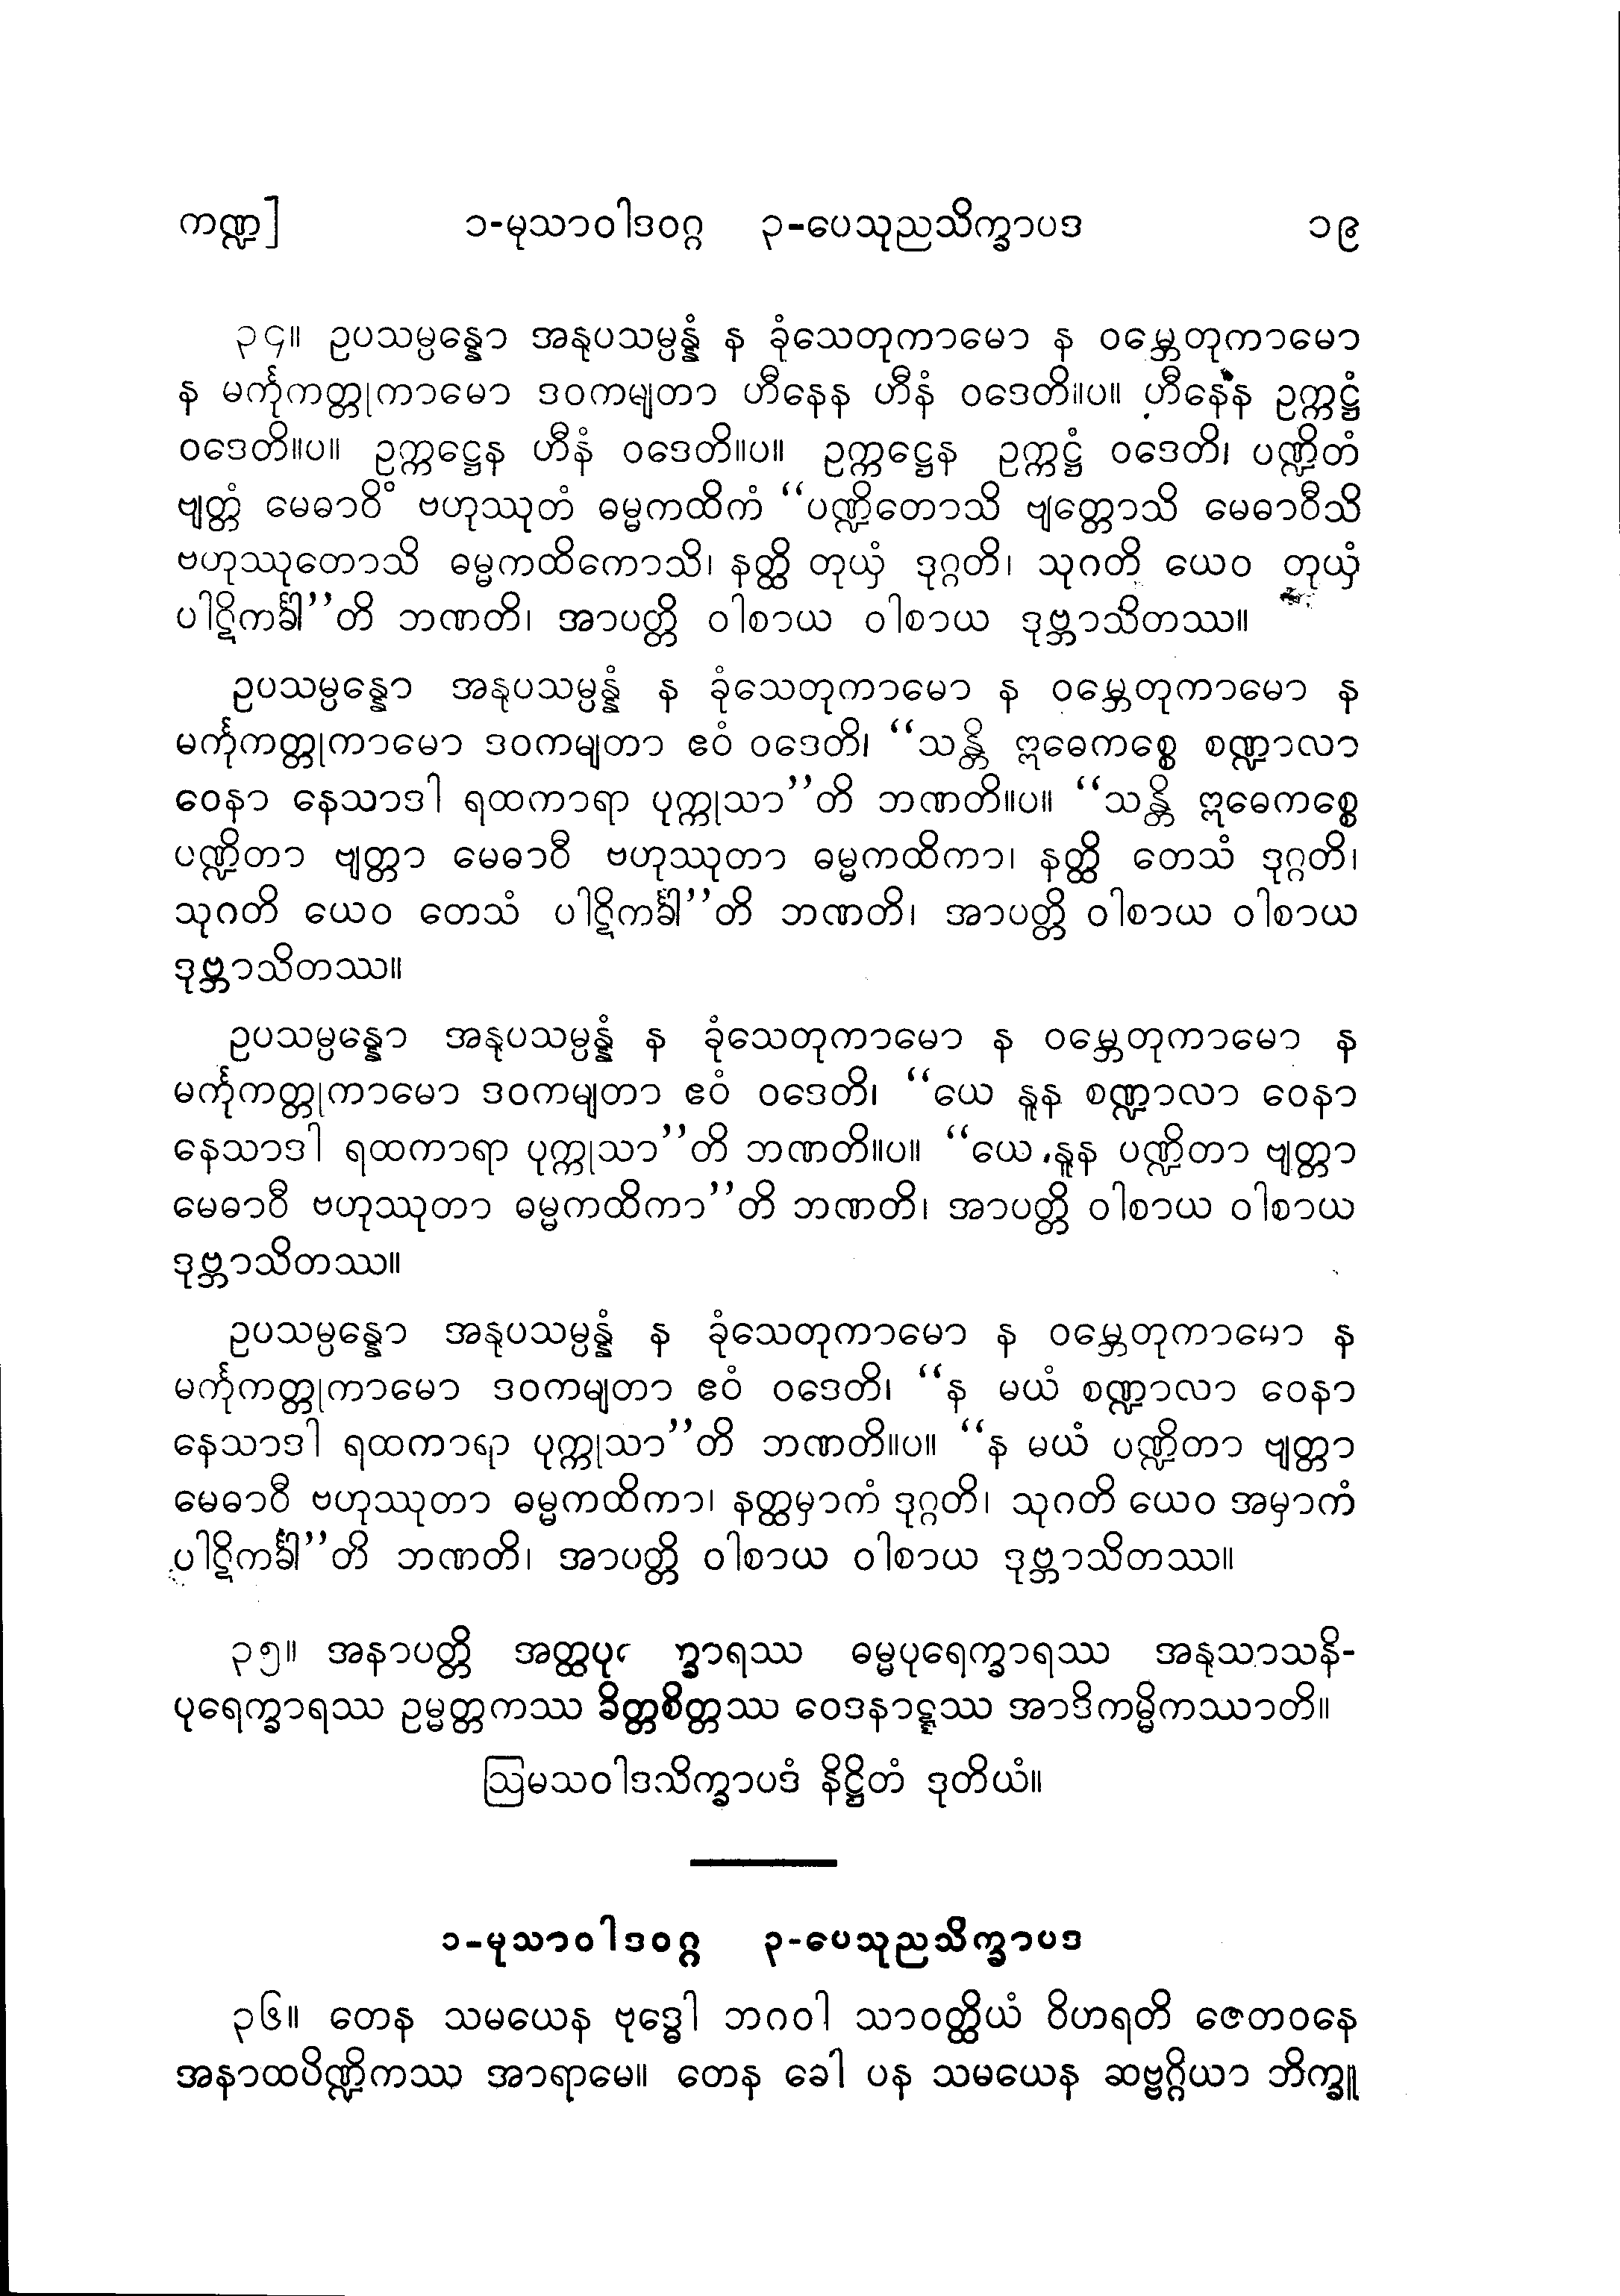 ကဏ္ဍ] ၁-မုသာဝါဒဝဂ္ဂ ၃-ပေသုညသိက္ခာပဒ ၁၉
၃၄။ ဥပသမ္ပန္နော အနုပသမ္ပန္နံ န ခုံသေတုကာမော န ဝမ္ဘေတုကာမော
န မင်္ကုကတ္တုကာမော ဒဝကမျတာ ဟီနေန ဟီနံ ဝဒေတိ။ပ။ ဟီနေန ဥက္ကဋ္ဌံ
ဝဒေတိ။ပ။ ဥက္ကဋ္ဌေန ဟီနံ ဝဒေတိ။ပ။ ဥက္ကဋ္ဌေန ဥက္ကဋ္ဌံ ဝဒေတိ၊ ပဏ္ဍိတံ
ဗျတ္တံ မေဓာဝိံ ဗဟုဿုတံ ဓမ္မကထိကံ “ပဏ္ဍိတောသိ ဗျတ္တောသိ မေဓာဝီသိ
ဗဟုဿုတောသိ ဓမ္မကထိကောသိ၊ နတ္ထိ တုယှံ ဒုဂ္ဂတိ၊ သုဂတိ ယေဝ တုယှံ
ပါဋိကင်္ခါ”တိ ဘဏတိ၊ အာပတ္တိ ဝါစာယ ဝါစာယ ဒုဗ္ဘာသိတဿ။
ဥပသမ္ပန္နော အနုပသမ္ပန္နံ န ခုံသေတုကာမော န ဝမ္ဘေတုကာမော န
မင်္ကုကတ္တုကာမော ဒဝကမျတာ ဧဝံ ဝဒေတိ၊ “သန္တိ ဣဓေကစ္စေ စဏ္ဍာလာ
ဝေနာ နေသာဒါ ရထကာရာ ပုက္ကုသာ”တိ ဘဏတိ။ပ။ “သန္တိ ဣဓေကစ္စေ
ပဏ္ဍိတာ ဗျတ္တာ မေဓာဝီ ဗဟုဿုတာ ဓမ္မကထိကာ၊ နတ္ထိ တေသံ ဒုဂ္ဂတိ၊
သုဂတိ ယေဝ တေသံ ပါဋိကင်္ခါ”တိ ဘဏတိ၊ အာပတ္တိ ဝါစာယ ဝါစာယ
ဒုဗ္ဘာသိတဿ။
ဥပသမ္ပန္နော အနုပသမ္ပန္နံ န ခုံသေတုကာမော န ဝမ္ဘေတုကာမော န
မင်္ကုကတ္တုကာမော ဒဝကမျတာ ဧဝံ ဝဒေတိ၊ “ယေ နူန စဏ္ဍာလာ ဝေနာ
နေသာဒါ ရထကာရာ ပုက္ကုသာ”တိ ဘဏတိ။ပ။ “ယေ နူန ပဏ္ဍိတာ ဗျတ္တာ
မေဓာဝီ ဗဟုဿုတာ ဓမ္မကထိကာ”တိ ဘဏတိ၊ အာပတ္တိ ဝါစာယ ဝါစာယ
ဒုဗ္ဘာသိတဿ။
ဥပသမ္ပန္နော အနုပသမ္ပန္နံ န ခုံသေတုကာမော န ဝမ္ဘေတုကာမော န
မင်္ကုကတ္တုကာမော ဒဝကမျတာ ဧဝံ ဝဒေတိ၊ “န မယံ စဏ္ဍာလာ ဝေနာ
နေသာဒါ ရထကာရာ ပုက္ကုသာ”တိ ဘဏတိ။ပ။ “န မယံ ပဏ္ဍိတာ ဗျတ္တာ
မေဓာဝီ ဗဟုဿုတာ ဓမ္မကထိကာ၊ နတ္ထမှာကံ ဒုဂ္ဂတိ၊ သုဂတိ ယေဝ အမှာကံ
ပါဋိကင်္ခါ”တိ ဘဏတိ၊ အာပတ္တိ ဝါစာယ ဝါစာယ ဒုဗ္ဘာသိတဿ။
၃၅။ အနာပတ္တိ အတ္ထပုရေက္ခာရဿ ဓမ္မပုရေက္ခာရဿ အနုသာသနိ-
ပုရေက္ခာရဿ ဥမ္မတ္တကဿ ခိတ္တစိတ္တဿ ဝေဒနာဋ္ဋဿ အာဒိကမ္မိကဿာတိ။
ဩမသဝါဒသိက္ခာပဒံ နိဋ္ဌိတံ ဒုတိယံ။
၁-မုသာဝါဒဝဂ္ဂ ၃-ပေသုညသိက္ခာပဒ
၃၆။ တေန သမယေန ဗုဒ္ဓေါ ဘဂဝါ သာဝတ္ထိယံ ဝိဟရတိ ဇေတဝနေ
အနာထပိဏ္ဍိကဿ အာရာမေ။ တေန ခေါ ပန သမယေန ဆဗ္ဗဂ္ဂိယာ ဘိက္ခူ